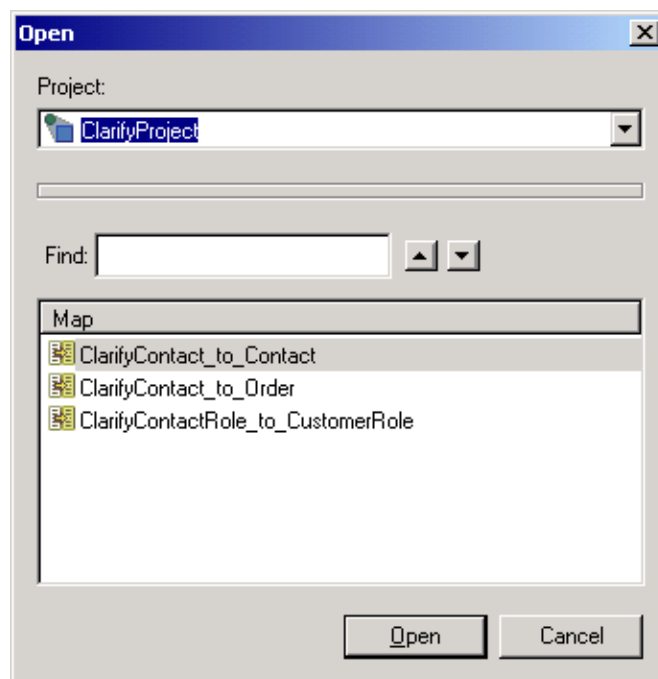 Open
Project:
ClarifyProject
Find:
Map
ClarifyContact_to_Contact
ClarifyContact_to_Order
ClarifyContactRole_to_CustomerRole
Open Cancel